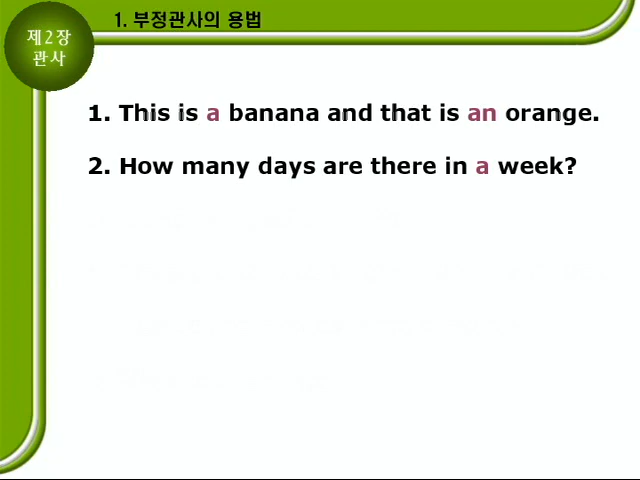 제2장
관사
1. 부정관사의 용법
1. This is a banana and that is an orange.
2. How many days are there in a week?